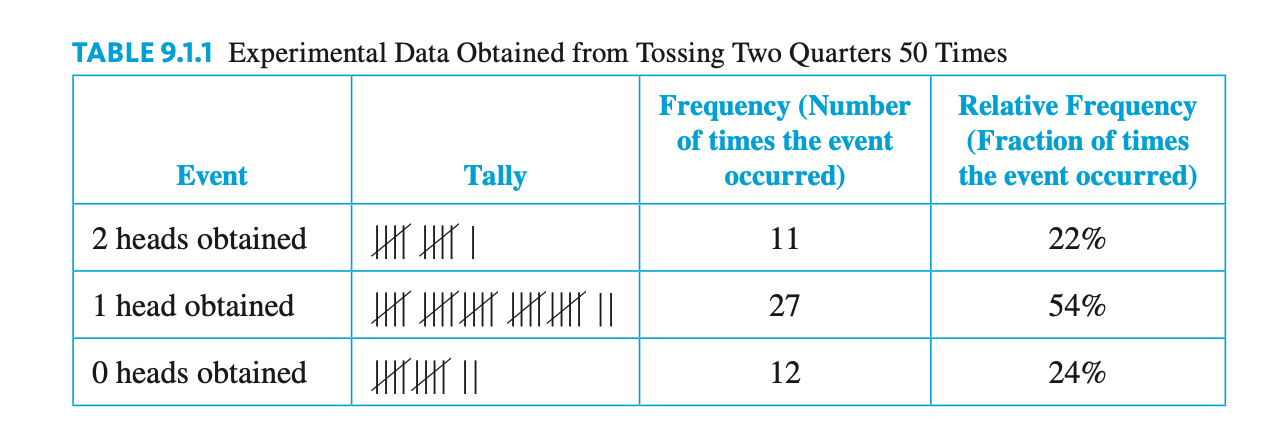 TABLE 9.1.1 Experimental Data Obtained from Tossing Two Quarters 50 Times
Event
Tally
Frequency (Number
of times the event
occurred)
Relative Frequency
(Fraction of times
the event occurred)
2 heads obtained 11 22%
1 head obtained 27 54%
0 heads obtained 12 24%